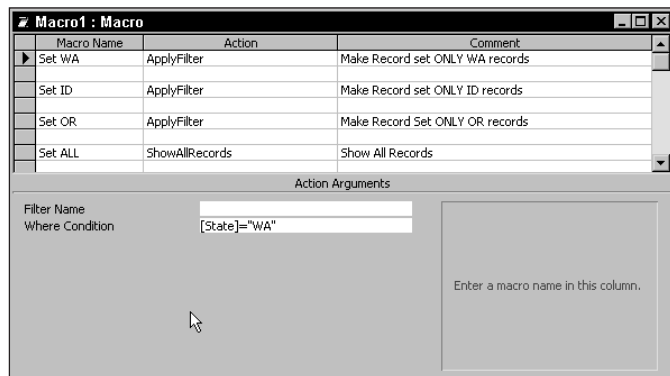 Macro1 : Macro
Macro Name Action Comment
Set WA ApplyFilter Make Record set ONLY WA records
Set ID ApplyFilter Make Record set ONLY ID records
Set OR ApplyFilter Make Record Set ONLY OR records
Set ALL ShowAllRecords Show All Records
Action Arguments
Filter Name
Where Condition [State]="WA"
Enter a macro name in this column.